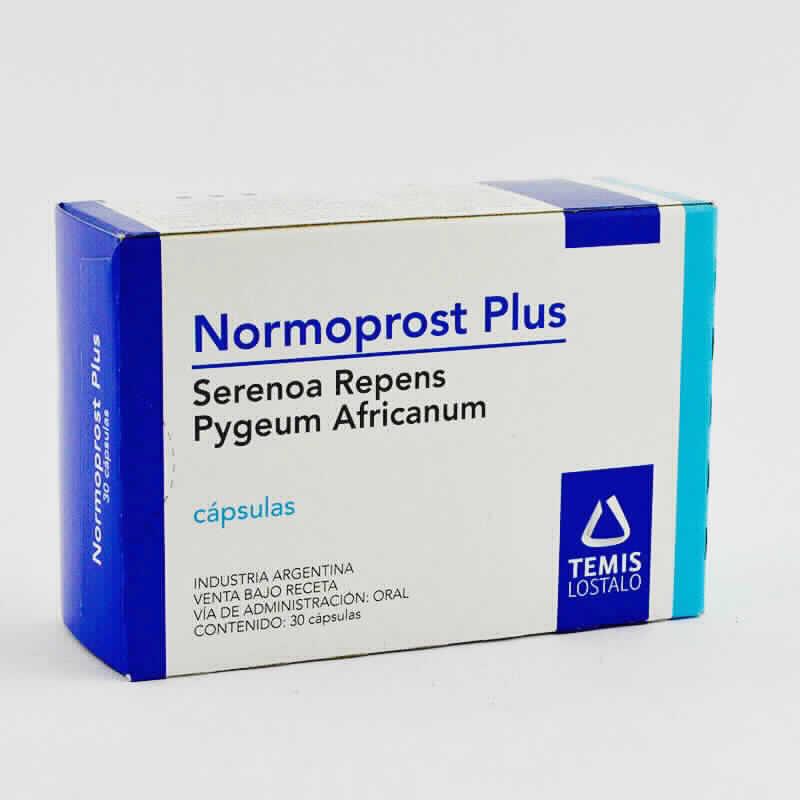 Normoprost Plus
Serenoa Repens
Pygeum Africanum
cápsulas
INDUSTRIA ARGENTINA
VENTA BAJO RECETA
VÍA DE ADMINISTRACIÓN: ORAL
CONTENIDO: 30 cápsulas
TEMIS
LOSTALO
Normoprost Plus
30 cápsulas